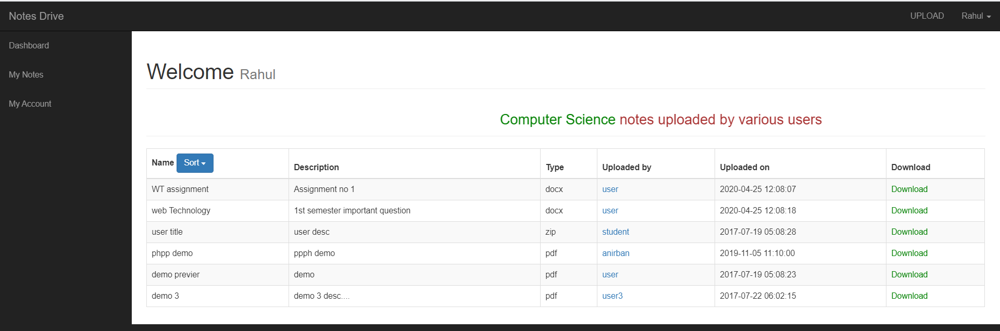 Notes Drive UPLOAD Rahul
Dashboard
My Notes
My Account
Welcome Rahul
Computer Science notes uploaded by various users
Name Sort Description Type Uploaded by Uploaded on Download
WT assignment Assignment no 1 docx user 2020-04-25 12:08:07 Download
web Technology 1st semester important question docx user 2020-04-25 12:08:18 Download
user title user desc zip student 2017-07-19 05:08:28 Download
phpp demo ppph demo pdf anirban 2019-11-05 11:10:00 Download
demo previer demo pdf user 2017-07-19 05:08:23 Download
demo 3 demo 3 desc.... pdf user3 2017-07-22 06:02:15 Download